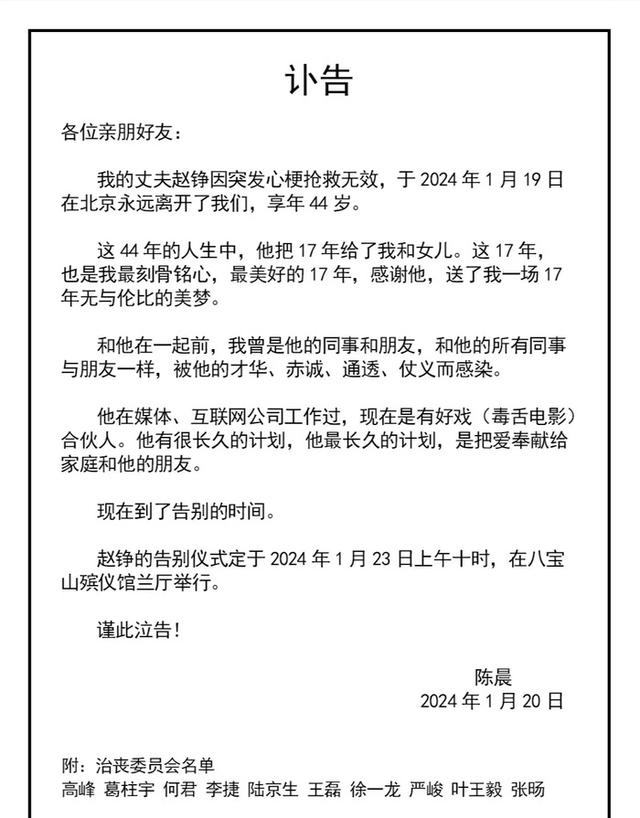 讣告
各位亲朋好友：
我的丈夫赵铮因突发心梗抢救无效，于 2024 年 1 月 19 日
在北京永远离开了我们，享年 44 岁。
这 44 年的人生中，他把 17 年给了我和女儿。这 17 年，
也是我最刻骨铭心，最美好的 17 年，感谢他，送了我一场 17
年无与伦比的美梦。
和他在一起前，我曾是他的同事和朋友，和他的所有同事
与朋友一样，被他的才华、赤诚、通透、仗义而感染。
他在媒体、互联网公司工作过，现在是有好戏（毒舌电影）
合伙人。他有很长久的计划，他最长久的计划，是把爱奉献给
家庭和他的朋友。
现在到了告别的时间。
赵铮的告别仪式定于 2024 年 1 月 23 日上午十时，在八宝
山殡仪馆兰厅举行。
谨此泣告！
陈晨
2024 年 1 月 20 日
附：治丧委员会名单
高峰 葛柱宇 何君 李捷 陆京生 王磊 徐一龙 严峻 叶王毅 张旸